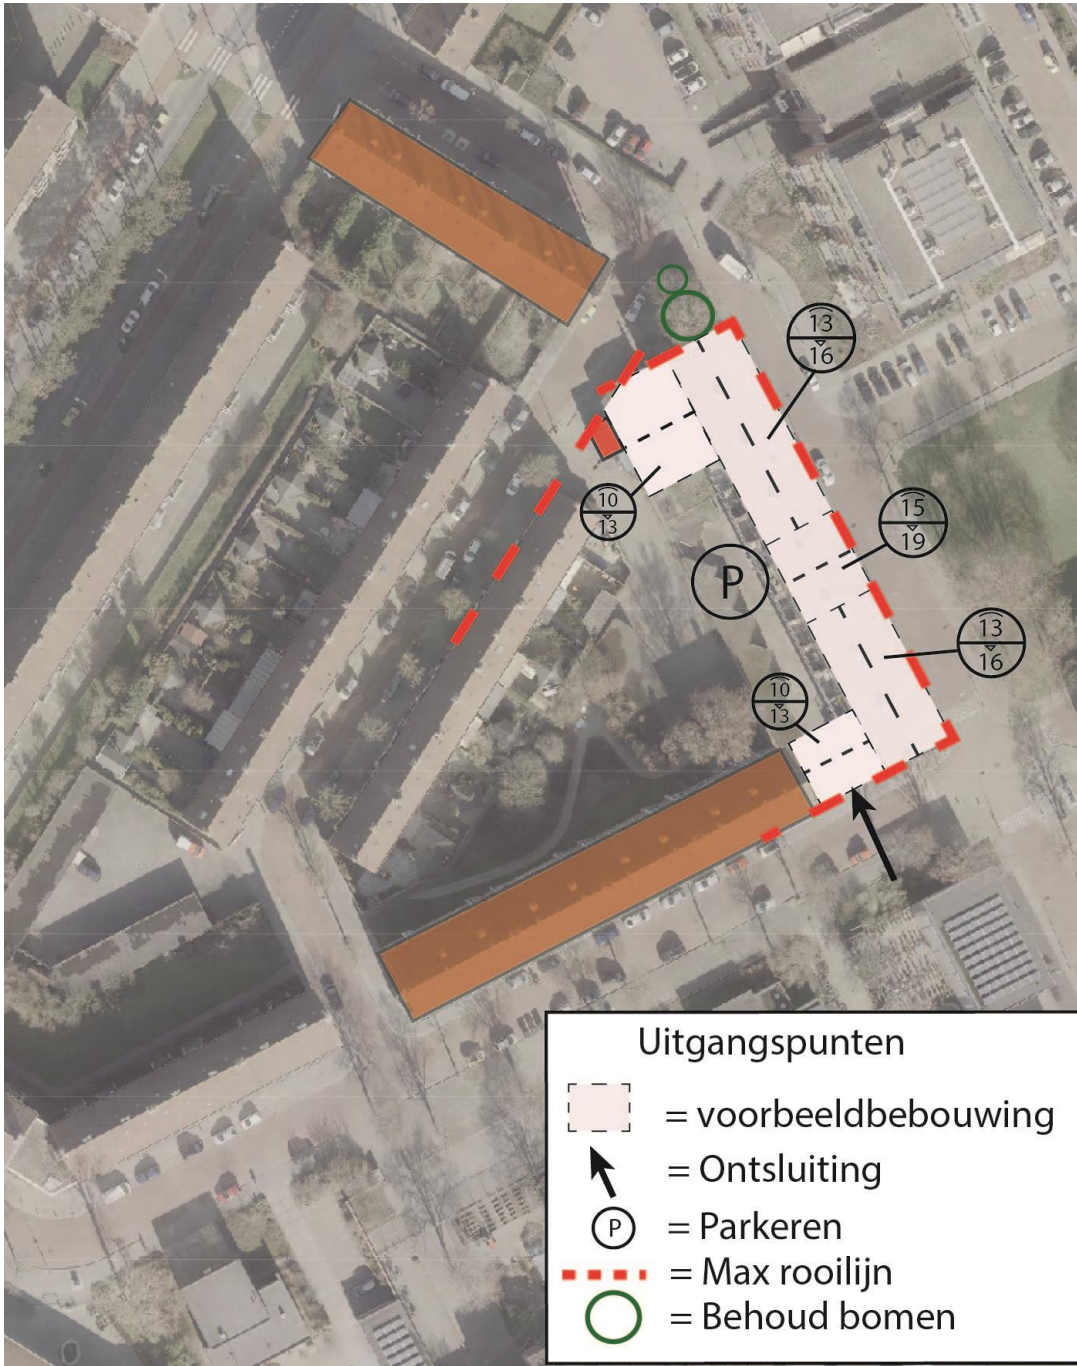 13
16
10
13
15
19
P
13
16
10
13
Uitgangspunten
= voorbeeldbebouwing
= Ontsluiting
P = Parkeren
= Max rooilijn
= Behoud bomen